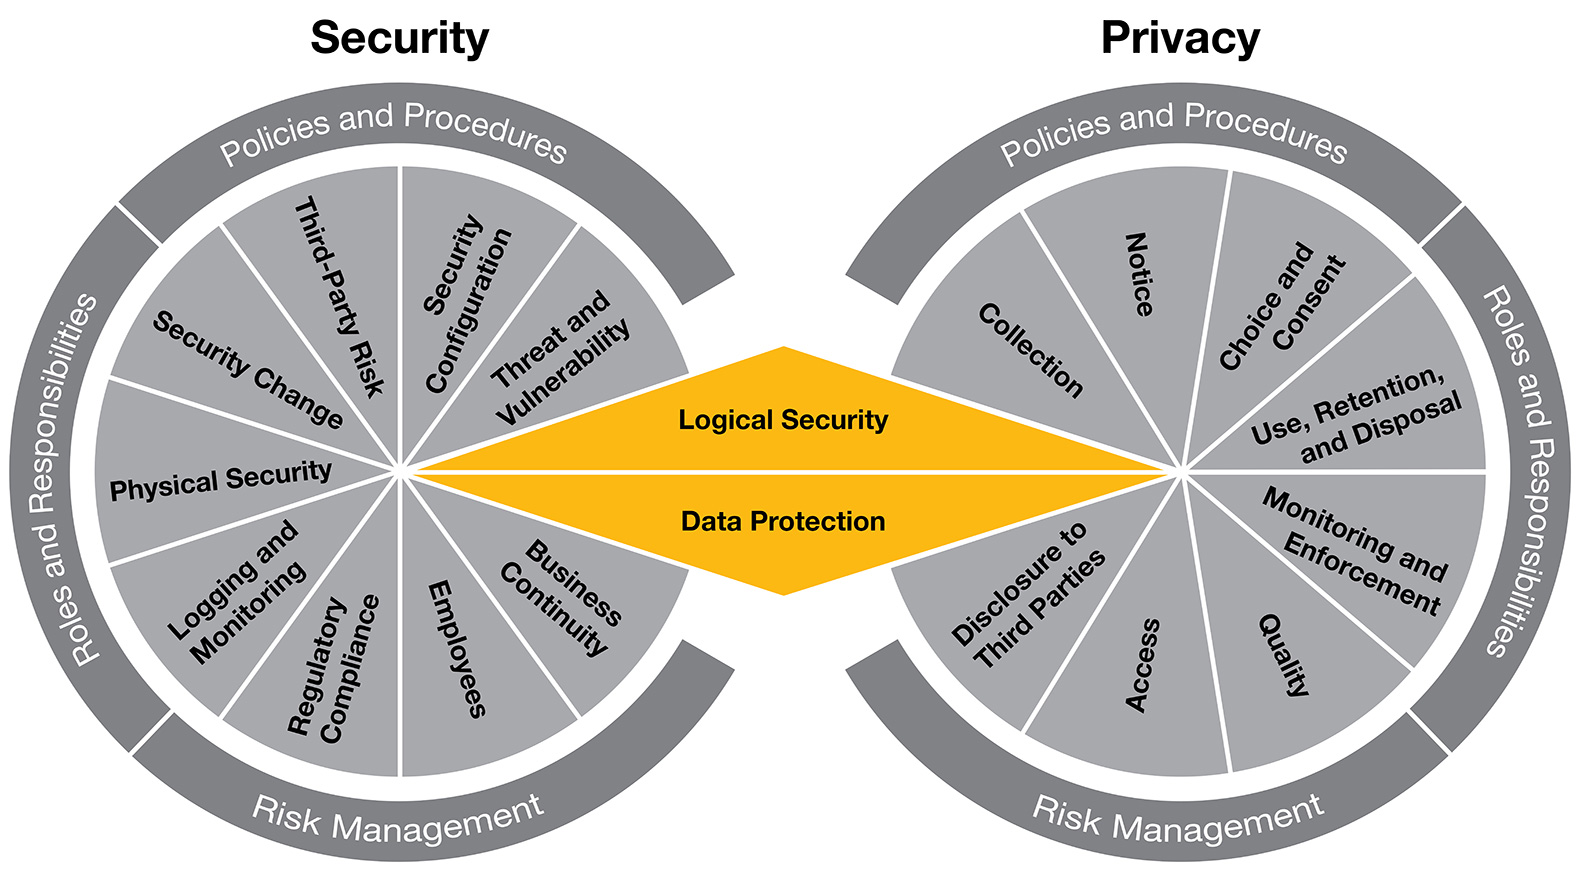 Security
Policies and Procedures
Roles and Responsibilities
Risk Management
Third-Party Risk
Security
Configuration
Threat and
Vulnerability
Security Change
Physical Security
Logging and
Monitoring
Regulatory
Compliance
Employees
Business
Continuity
Logical Security
Data Protection
Privacy
Policies and Procedures
Roles and Responsibilities
Risk Management
Collection
Notice
Choice and
Consent
Use, Retention,
and Disposal
Monitoring and
Enforcement
Quality
Access
Disclosure to
Third Parties